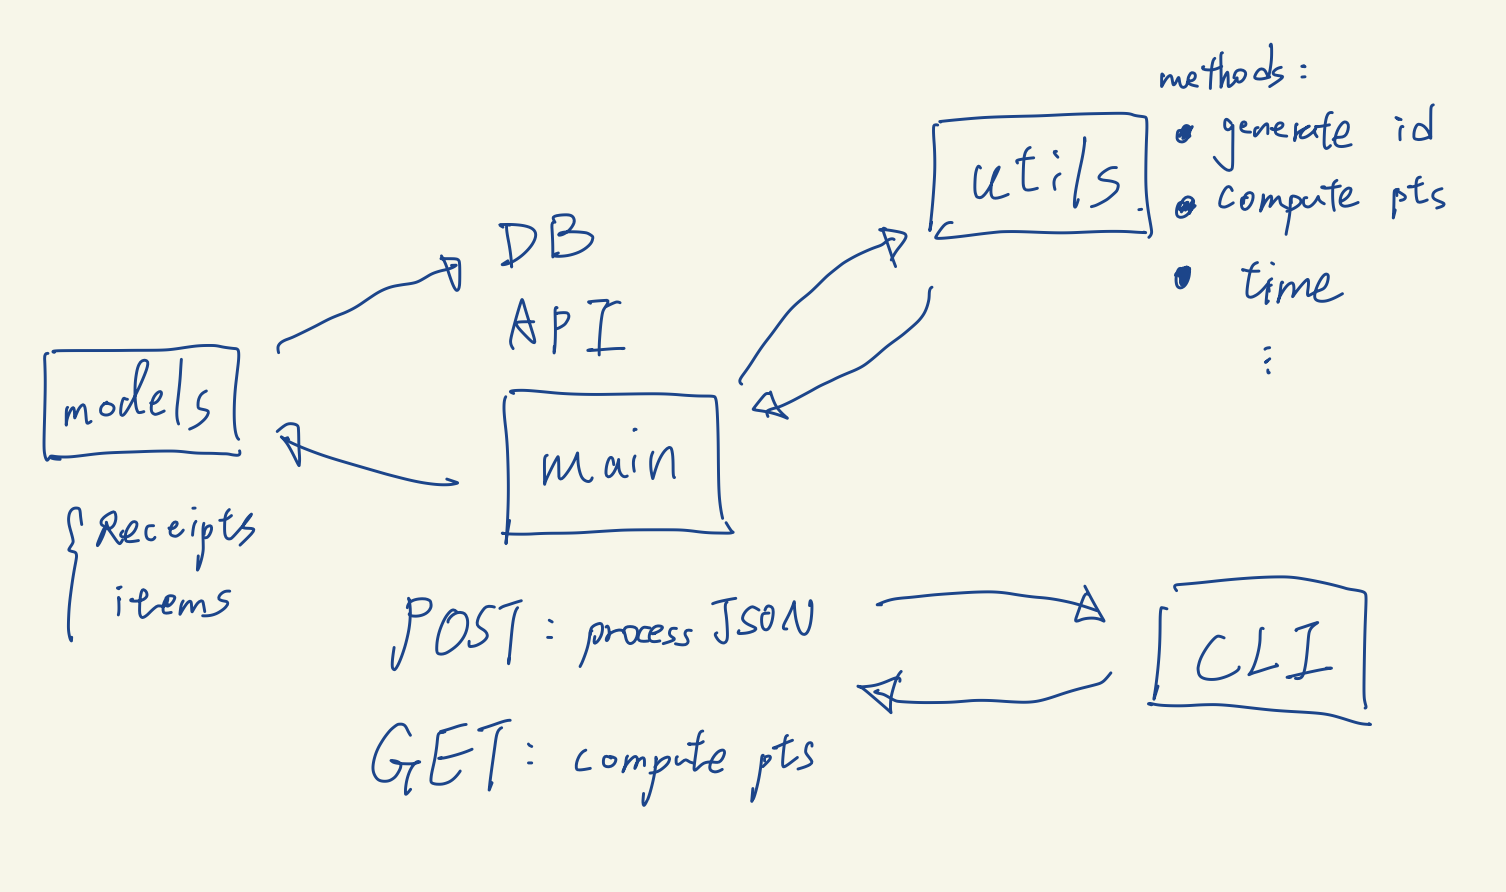 methods:
• generate id
• compute pts
• time
⋮
utils
DB
API
main
models
{ Receipts
items
POST: process JSON
GET: compute pts
CLI